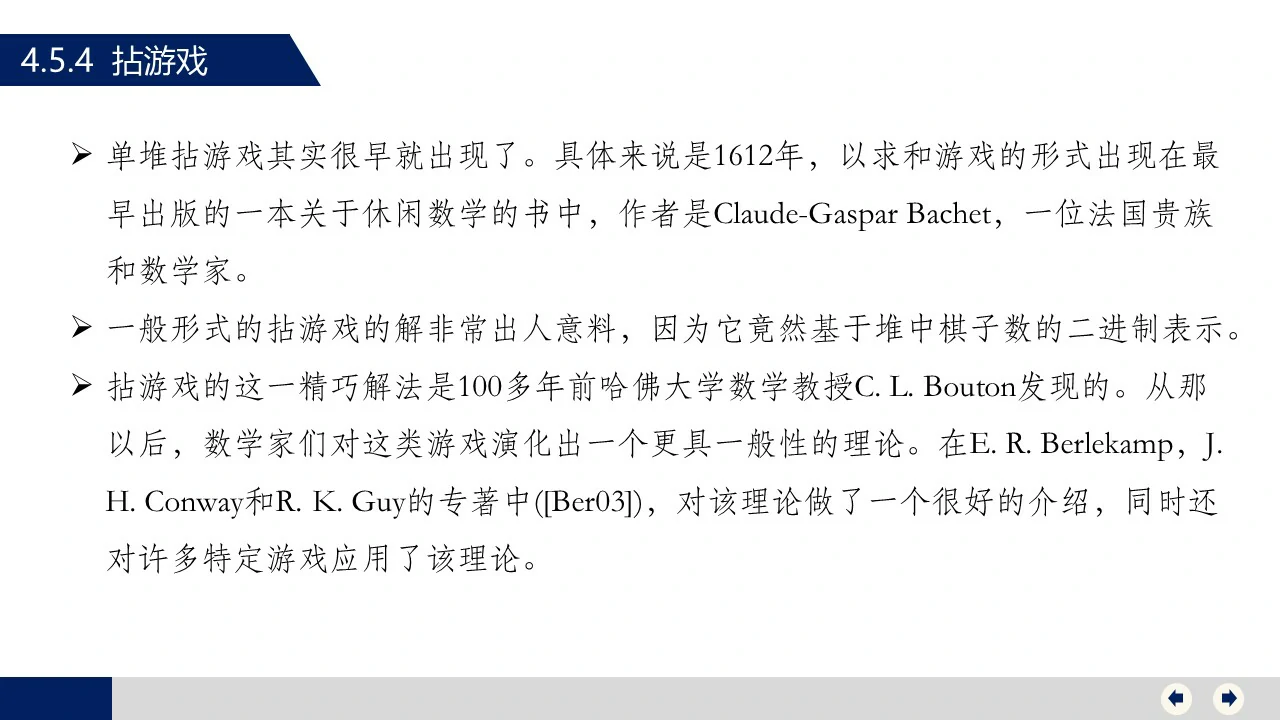 4.5.4 拈游戏
➢ 单堆拈游戏其实很早就出现了。具体来说是1612年，以求和游戏的形式出现在最
早出版的一本关于休闲数学的书中，作者是Claude-Gaspar Bachet，一位法国贵族
和数学家。
➢ 一般形式的拈游戏的解非常出人意料，因为它竟然基于堆中棋子数的二进制表示。
➢ 拈游戏的这一精巧解法是100多年前哈佛大学数学教授C. L. Bouton发现的。从那
以后，数学家们对这类游戏演化出一个更具一般性的理论。在E. R. Berlekamp，J.
H. Conway和R. K. Guy的专著中([Ber03])，对该理论做了一个很好的介绍，同时还
对许多特定游戏应用了该理论。